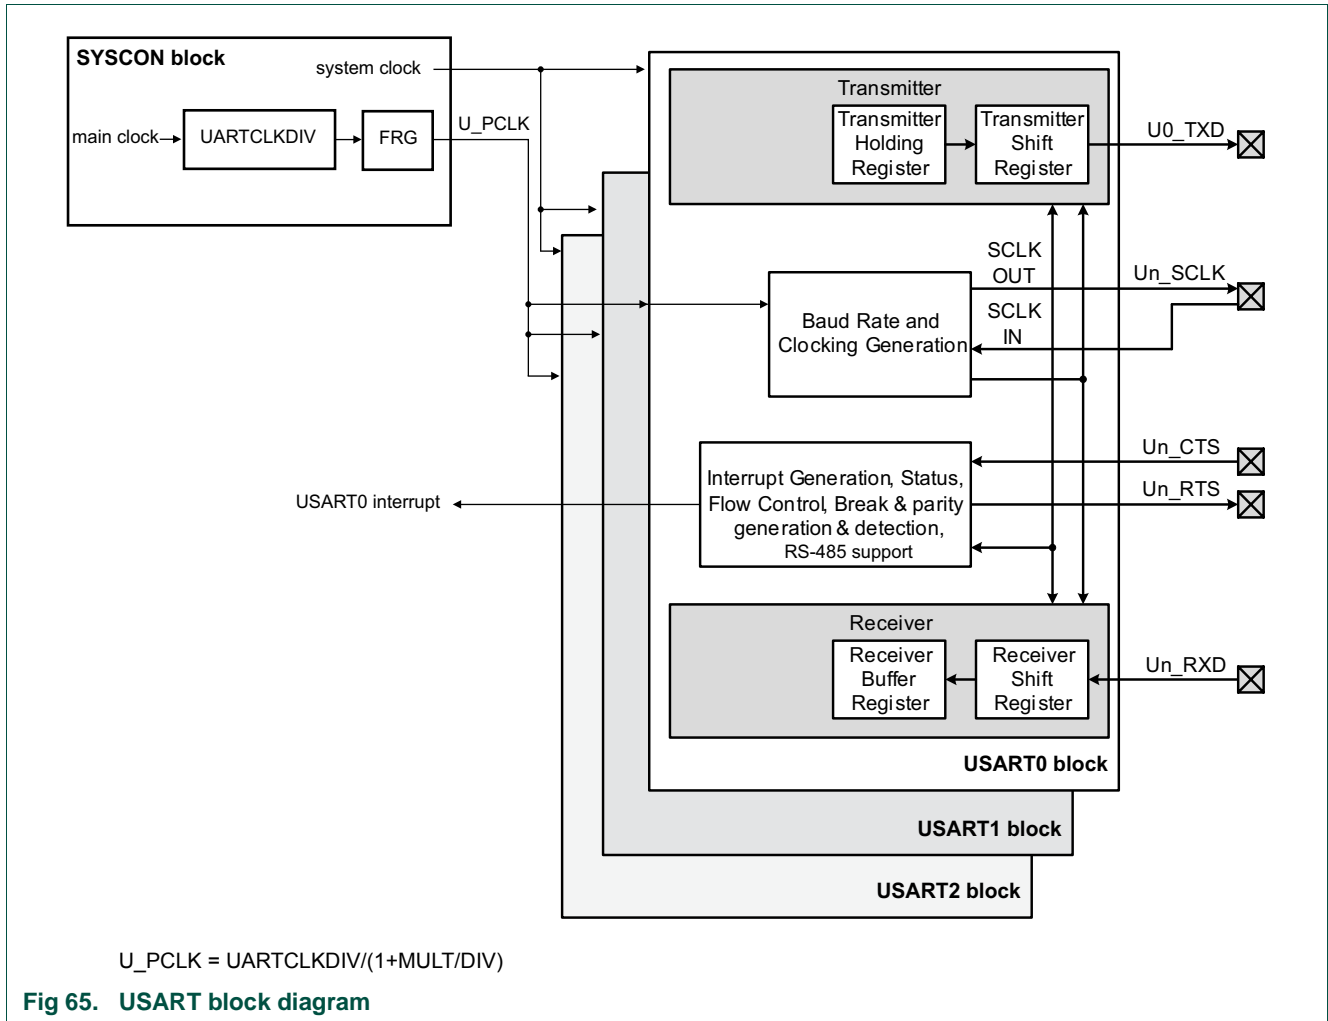 SYSCON block
system clock
main clock
UARTCLKDIV
FRG
U_PCLK
Transmitter
Transmitter
Holding
Register
Transmitter
Shift
Register
U0_TXD
SCLK
OUT
Un_SCLK
SCLK
IN
Baud Rate and
Clocking Generation
Un_CTS
Un_RTS
Interrupt Generation, Status,
Flow Control, Break & parity
generation & detection,
RS-485 support
USART0 interrupt
Receiver
Receiver
Buffer
Register
Receiver
Shift
Register
Un_RXD
USART0 block
USART1 block
USART2 block
U_PCLK = UARTCLKDIV/(1+MULT/DIV)
Fig 65. USART block diagram